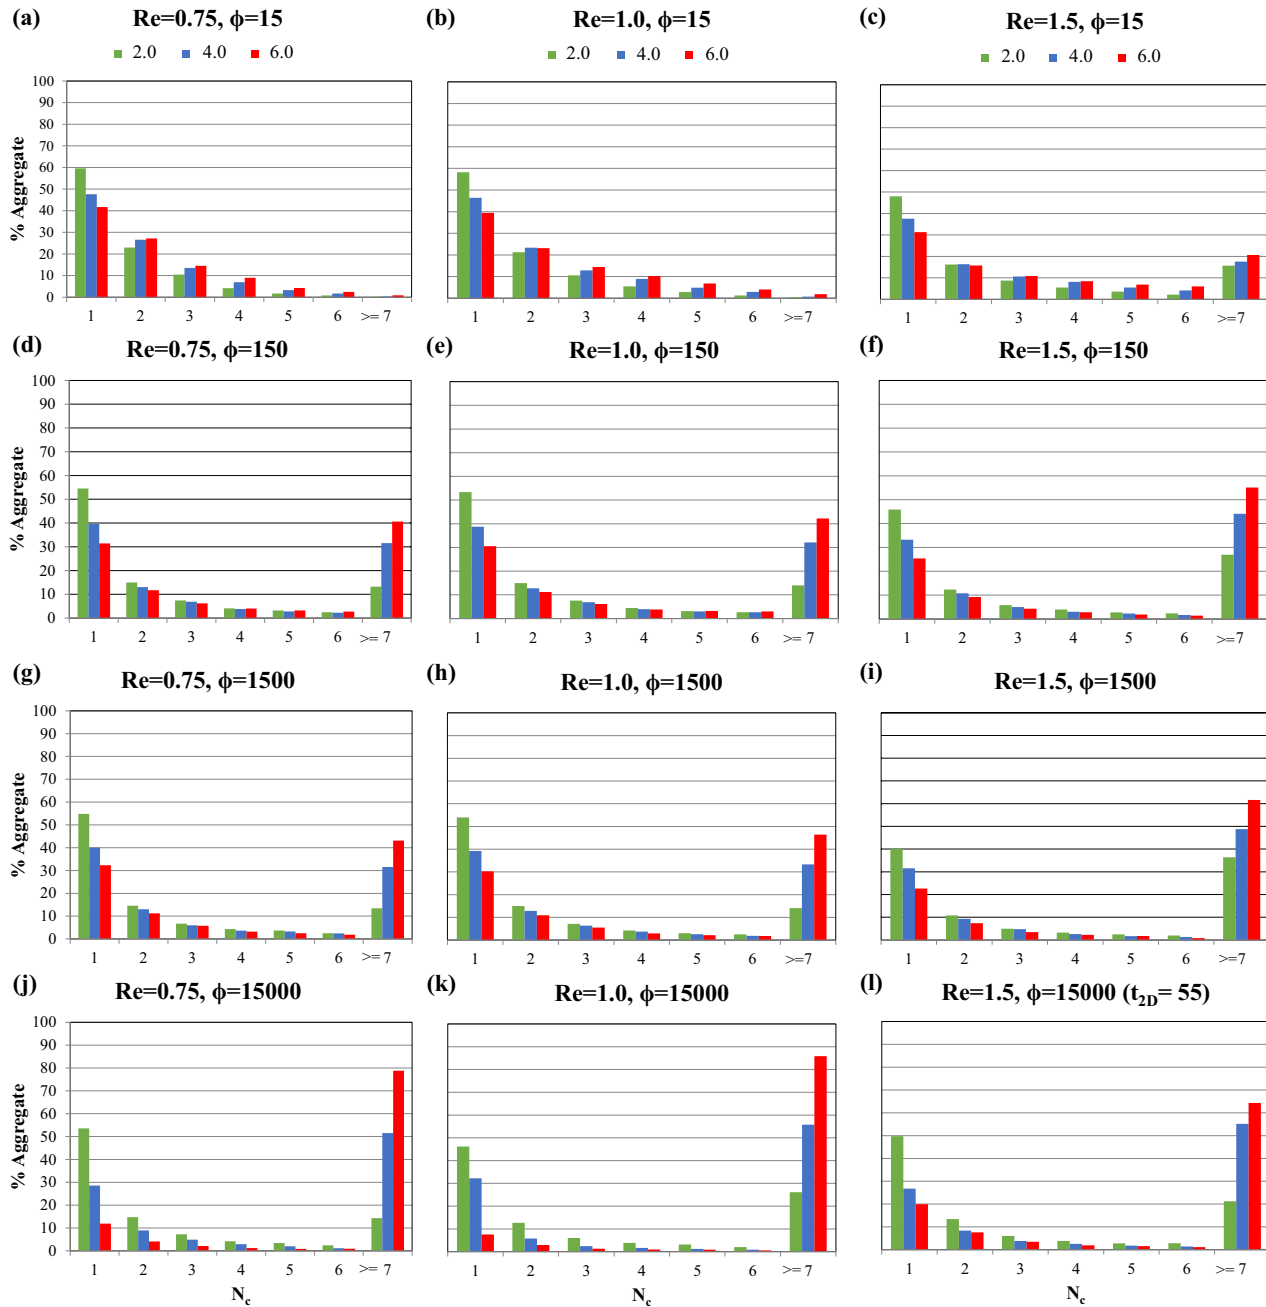 (a) Re=0.75, ϕ=15
2.0 4.0 6.0
% Aggregate
100
90
80
70
60
50
40
30
20
10
0
1 2 3 4 5 6 >= 7
(b) Re=1.0, ϕ=15
2.0 4.0 6.0
1 2 3 4 5 6 >= 7
(c) Re=1.5, ϕ=15
2.0 4.0 6.0
1 2 3 4 5 6 >= 7
(d) Re=0.75, ϕ=150
% Aggregate
100
90
80
70
60
50
40
30
20
10
0
1 2 3 4 5 6 >= 7
(e) Re=1.0, ϕ=150
1 2 3 4 5 6 >= 7
(f) Re=1.5, ϕ=150
1 2 3 4 5 6 >= 7
(g) Re=0.75, ϕ=1500
% Aggregate
100
90
80
70
60
50
40
30
20
10
0
1 2 3 4 5 6 >= 7
(h) Re=1.0, ϕ=1500
1 2 3 4 5 6 >=7
(i) Re=1.5, ϕ=1500
1 2 3 4 5 6 >= 7
(j) Re=0.75, ϕ=15000
% Aggregate
100
90
80
70
60
50
40
30
20
10
0
1 2 3 4 5 6 >= 7
N_c
(k) Re=1.0, ϕ=15000
1 2 3 4 5 6 >= 7
N_c
(l) Re=1.5, ϕ=15000 (t_2D= 55)
1 2 3 4 5 6 >= 7
N_c